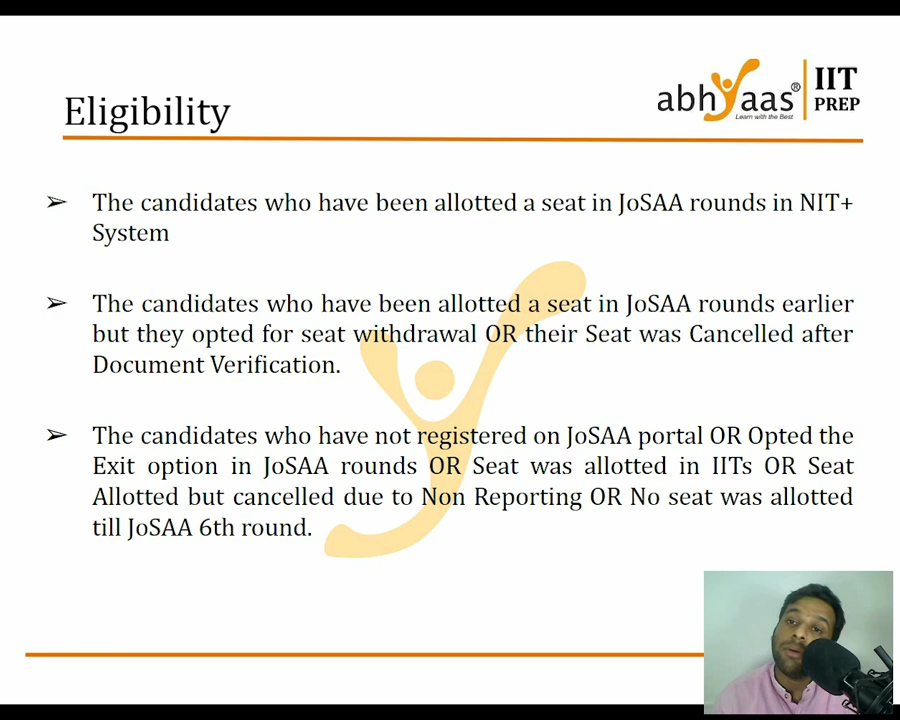 Eligibility
abhyaas®
Learn with the Best
IIT
PREP
➢ The candidates who have been allotted a seat in JoSAA rounds in NIT+
System
➢ The candidates who have been allotted a seat in JoSAA rounds earlier
but they opted for seat withdrawal OR their Seat was Cancelled after
Document Verification.
➢ The candidates who have not registered on JoSAA portal OR Opted the
Exit option in JoSAA rounds OR Seat was allotted in IITs OR Seat
Allotted but cancelled due to Non Reporting OR No seat was allotted
till JoSAA 6th round.